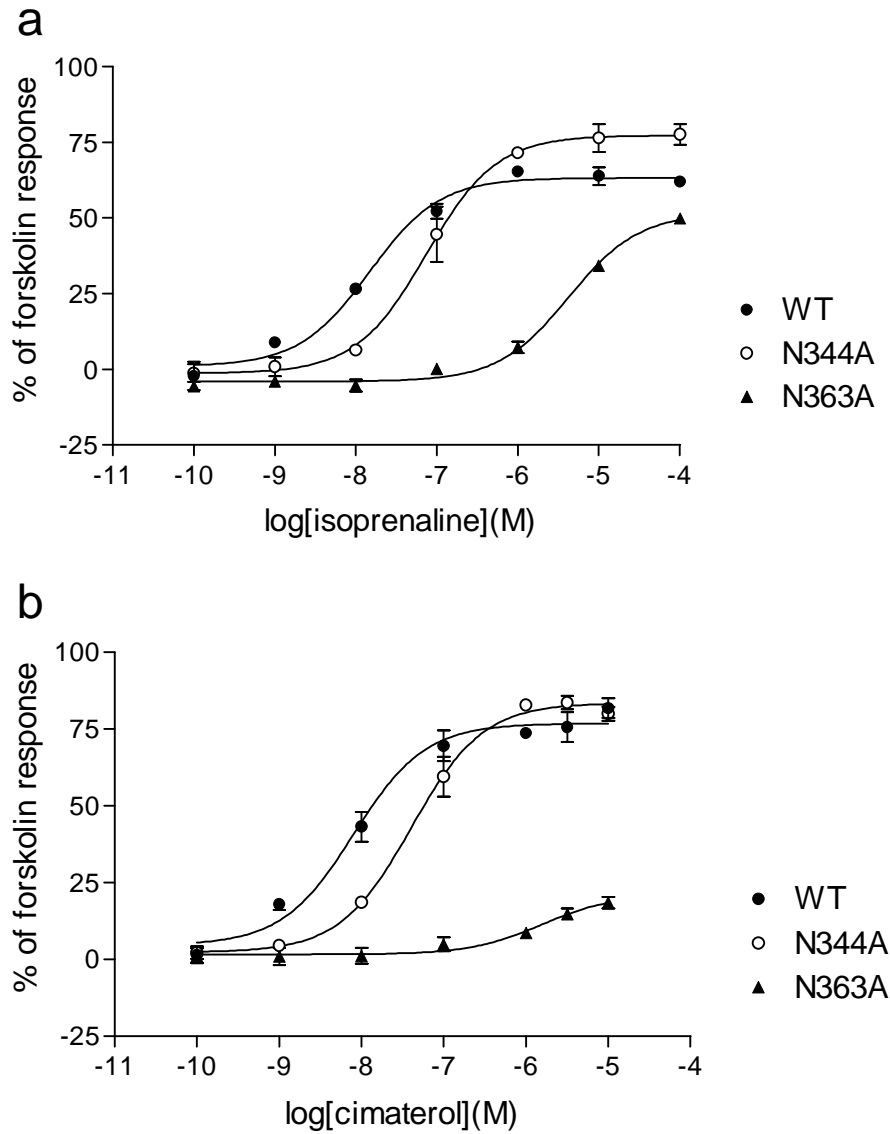 a
100
75
50
25
0
-25
% of forskolin response
-11 -10 -9 -8 -7 -6 -5 -4
log[isoprenaline](M)
WT
N344A
N363A
b
100
75
50
25
0
-25
% of forskolin response
-11 -10 -9 -8 -7 -6 -5 -4
log[cimaterol](M)
WT
N344A
N363A